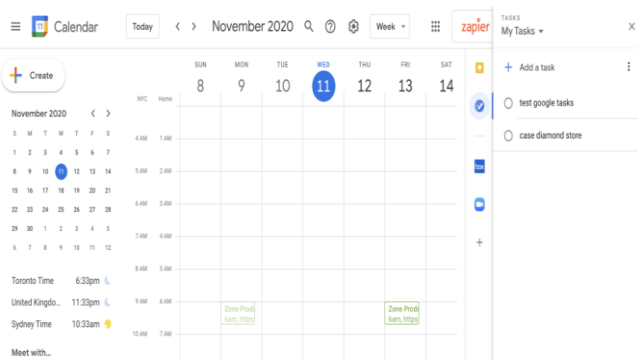 Calendar
Today
November 2020
Week
zapier
TASKS
My Tasks
Create
Add a task
test google tasks
case diamond store
SUN MON TUE WED THU FRI SAT
8 9 10 11 12 13 14
NYC Home
4 AM 1 AM
5 AM 2 AM
6 AM 3 AM
7 AM 4 AM
8 AM 5 AM
9 AM 6 AM
10 AM 7 AM
Zone Prod
6am, https
Zone Prod
6am, https
November 2020
S M T W T F S
1 2 3 4 5 6 7
8 9 10 11 12 13 14
15 16 17 18 19 20 21
22 23 24 25 26 27 28
29 30 1 2 3 4 5
6 7 8 9 10 11 12
Toronto Time 6:33pm
United Kingdo... 11:33pm
Sydney Time 10:33am
Meet with...